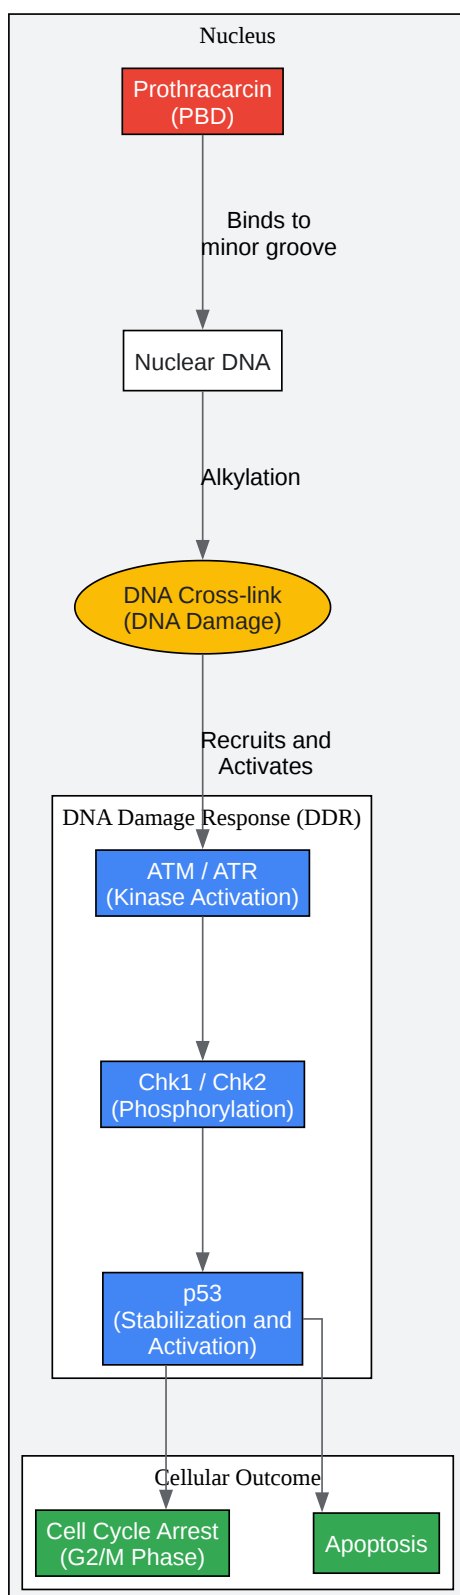 Nucleus
Prothracarcin
(PBD)
Binds to
minor groove
Nuclear DNA
Alkylation
DNA Cross-link
(DNA Damage)
Recruits and
Activates
DNA Damage Response (DDR)
ATM / ATR
(Kinase Activation)
Chk1 / Chk2
(Phosphorylation)
p53
(Stabilization and
Activation)
Cellular Outcome
Cell Cycle Arrest
(G2/M Phase)
Apoptosis